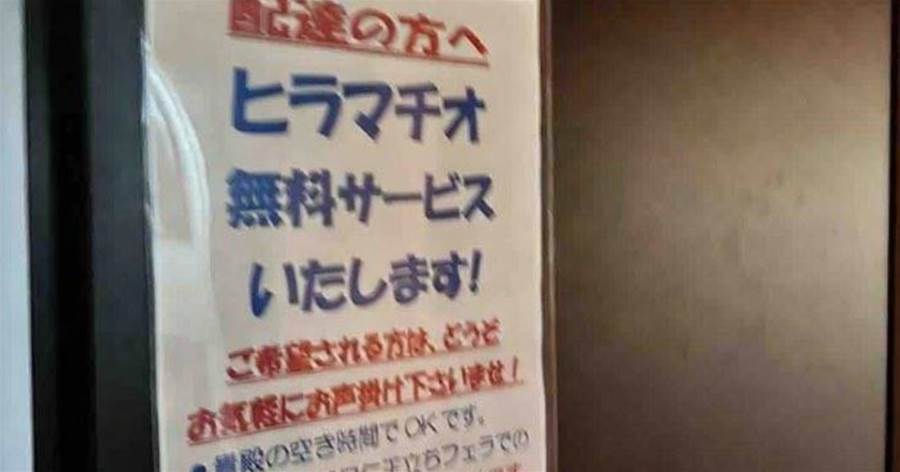 配達の方へ
ヒラマチオ
無料サービス
いたします!
ご希望される方は、どうぞ
お気軽にお声掛け下さいませ!
●貴殿の空き時間でOKです。
仁王立ちフェラでの